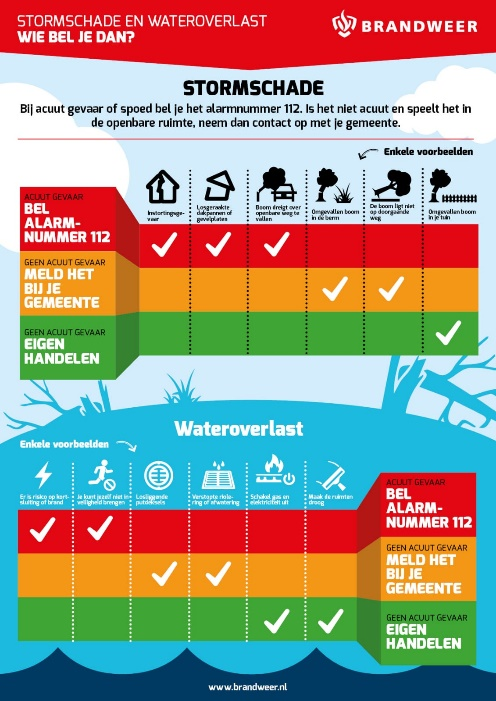 STORMSCHADE EN WATEROVERLAST
WIE BEL JE DAN?
BRANDWEER
STORMSCHADE
Bij acuut gevaar of spoed bel je het alarmnummer 112. Is het niet acuut en speelt het in
de openbare ruimte, neem dan contact op met je gemeente.
Enkele voorbeelden
Instortingsge-
vaar
Losgeraakte
dakpannen of
gevelplaten
Boom dreigt over
openbare weg te
vallen
Omgevallen boom
in de berm
De boom ligt niet
op doorgaande
weg
Omgevallen boom
in je tuin
ACUUT GEVAAR
BEL
ALARM-
NUMMER 112
GEEN ACUUT GEVAAR
MELD HET
BIJ JE
GEMEENTE
GEEN ACUUT GEVAAR
EIGEN
HANDELEN
Wateroverlast
Enkele voorbeelden
Er is risico op kort-
sluiting of brand
Je kunt jezelf niet in
veiligheid brengen
Losliggende
putdeksels
Verstopte riole-
ring of afwatering
Schakel gas en
elektriciteit uit
Maak de ruimten
droog
ACUUT GEVAAR
BEL
ALARM-
NUMMER 112
GEEN ACUUT GEVAAR
MELD HET
BIJ JE
GEMEENTE
GEEN ACUUT GEVAAR
EIGEN
HANDELEN
www.brandweer.nl